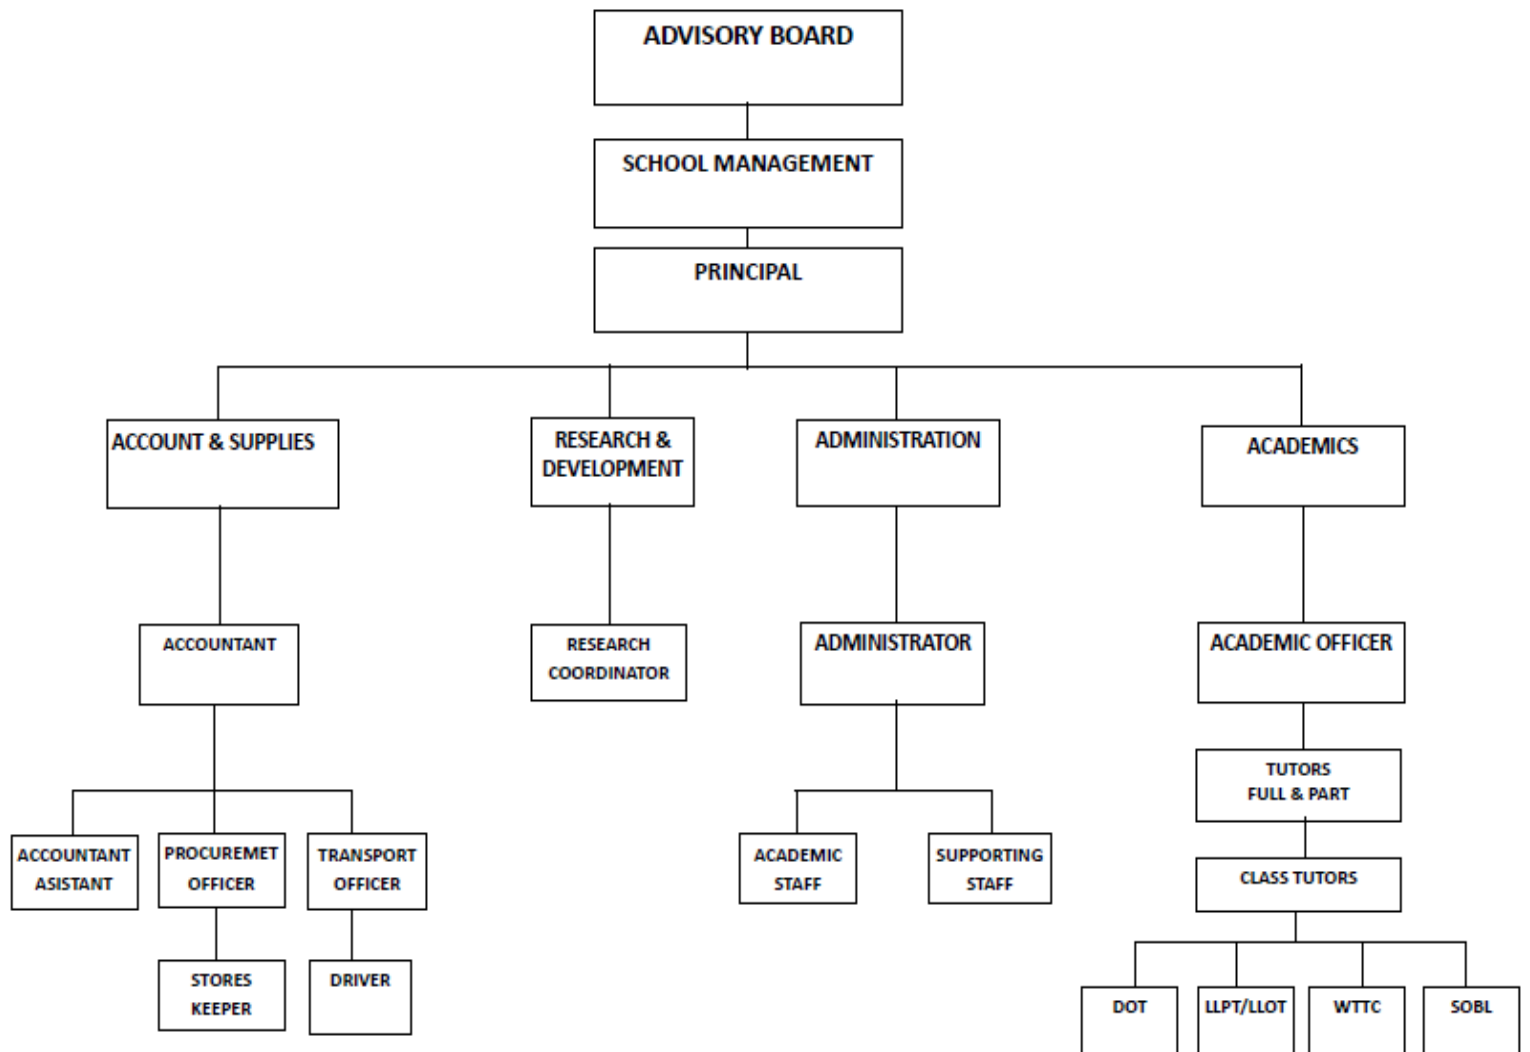 ADVISORY BOARD
SCHOOL MANAGEMENT
PRINCIPAL
ACCOUNT & SUPPLIES
RESEARCH &
DEVELOPMENT
ADMINISTRATION
ACADEMICS
ACCOUNTANT
RESEARCH
COORDINATOR
ADMINISTRATOR
ACADEMIC OFFICER
TUTORS
FULL & PART
ACCOUNTANT
ASISTANT
PROCUREMET
OFFICER
TRANSPORT
OFFICER
ACADEMIC
STAFF
SUPPORTING
STAFF
CLASS TUTORS
STORES
KEEPER
DRIVER
DOT
LLPT/LLOT
WTTC
SOBL